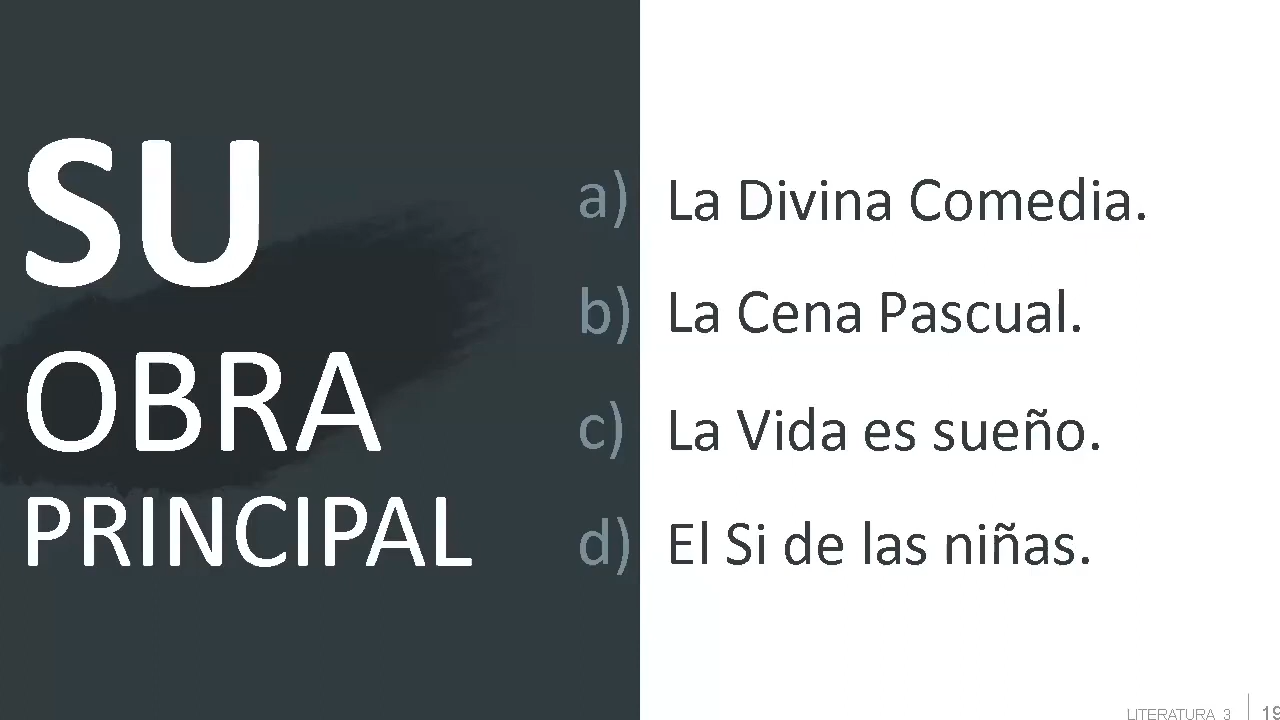 SU
OBRA
PRINCIPAL
a) La Divina Comedia.
b) La Cena Pascual.
c) La Vida es sueño.
d) El Si de las niñas.
LITERATURA 3
19